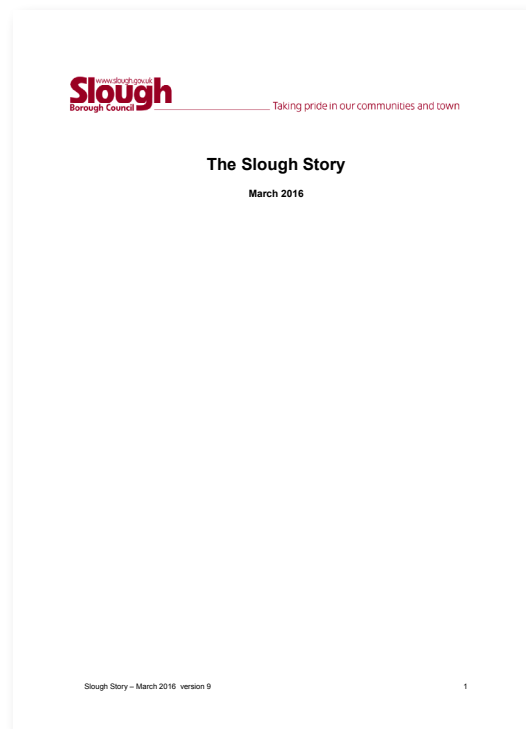 www.slough.gov.uk
Slough
Borough Council
Taking pride in our communities and town
The Slough Story
March 2016
Slough Story – March 2016 version 9
1